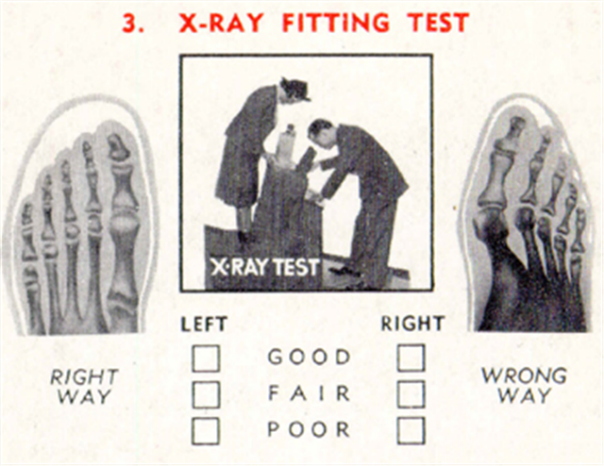 3. X-RAY FITTING TEST
X-RAY TEST
LEFT RIGHT
GOOD
FAIR
POOR
RIGHT
WAY
WRONG
WAY